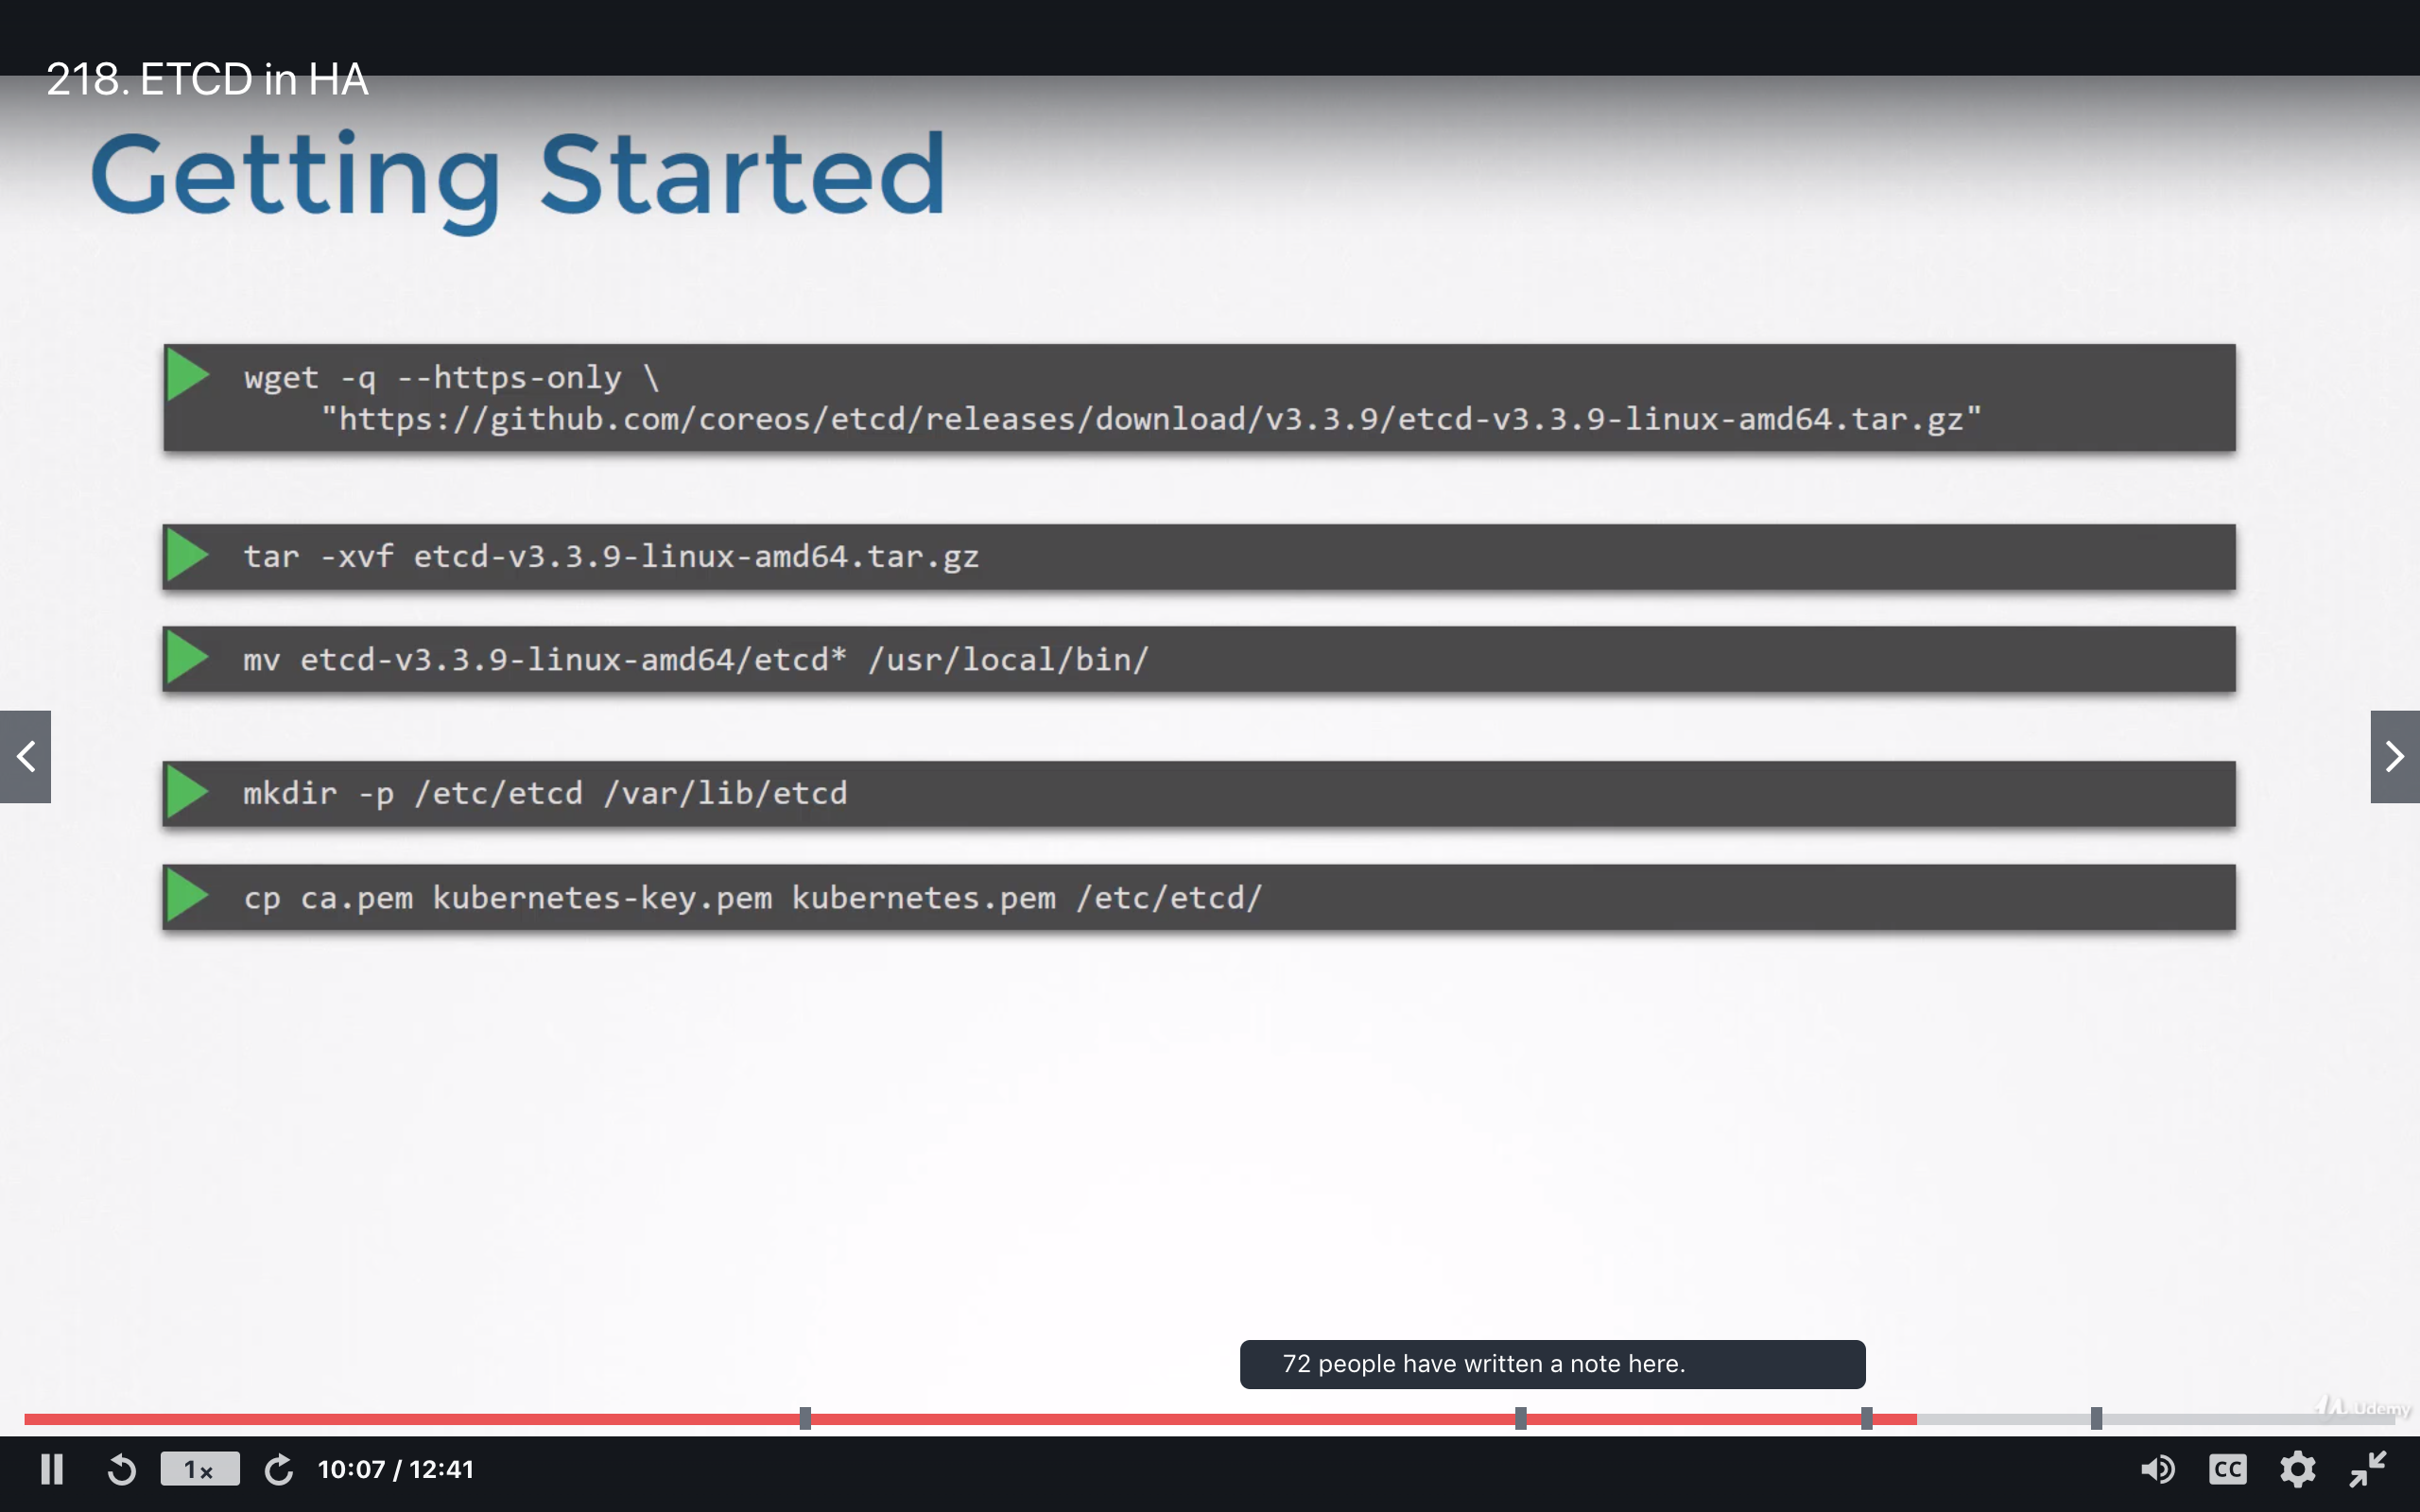 218. ETCD in HA
Getting Started
wget -q --https-only \
"https://github.com/coreos/etcd/releases/download/v3.3.9/etcd-v3.3.9-linux-amd64.tar.gz"
tar -xvf etcd-v3.3.9-linux-amd64.tar.gz
mv etcd-v3.3.9-linux-amd64/etcd* /usr/local/bin/
mkdir -p /etc/etcd /var/lib/etcd
cp ca.pem kubernetes-key.pem kubernetes.pem /etc/etcd/
72 people have written a note here.
Udemy
1x
10:07 / 12:41
CC